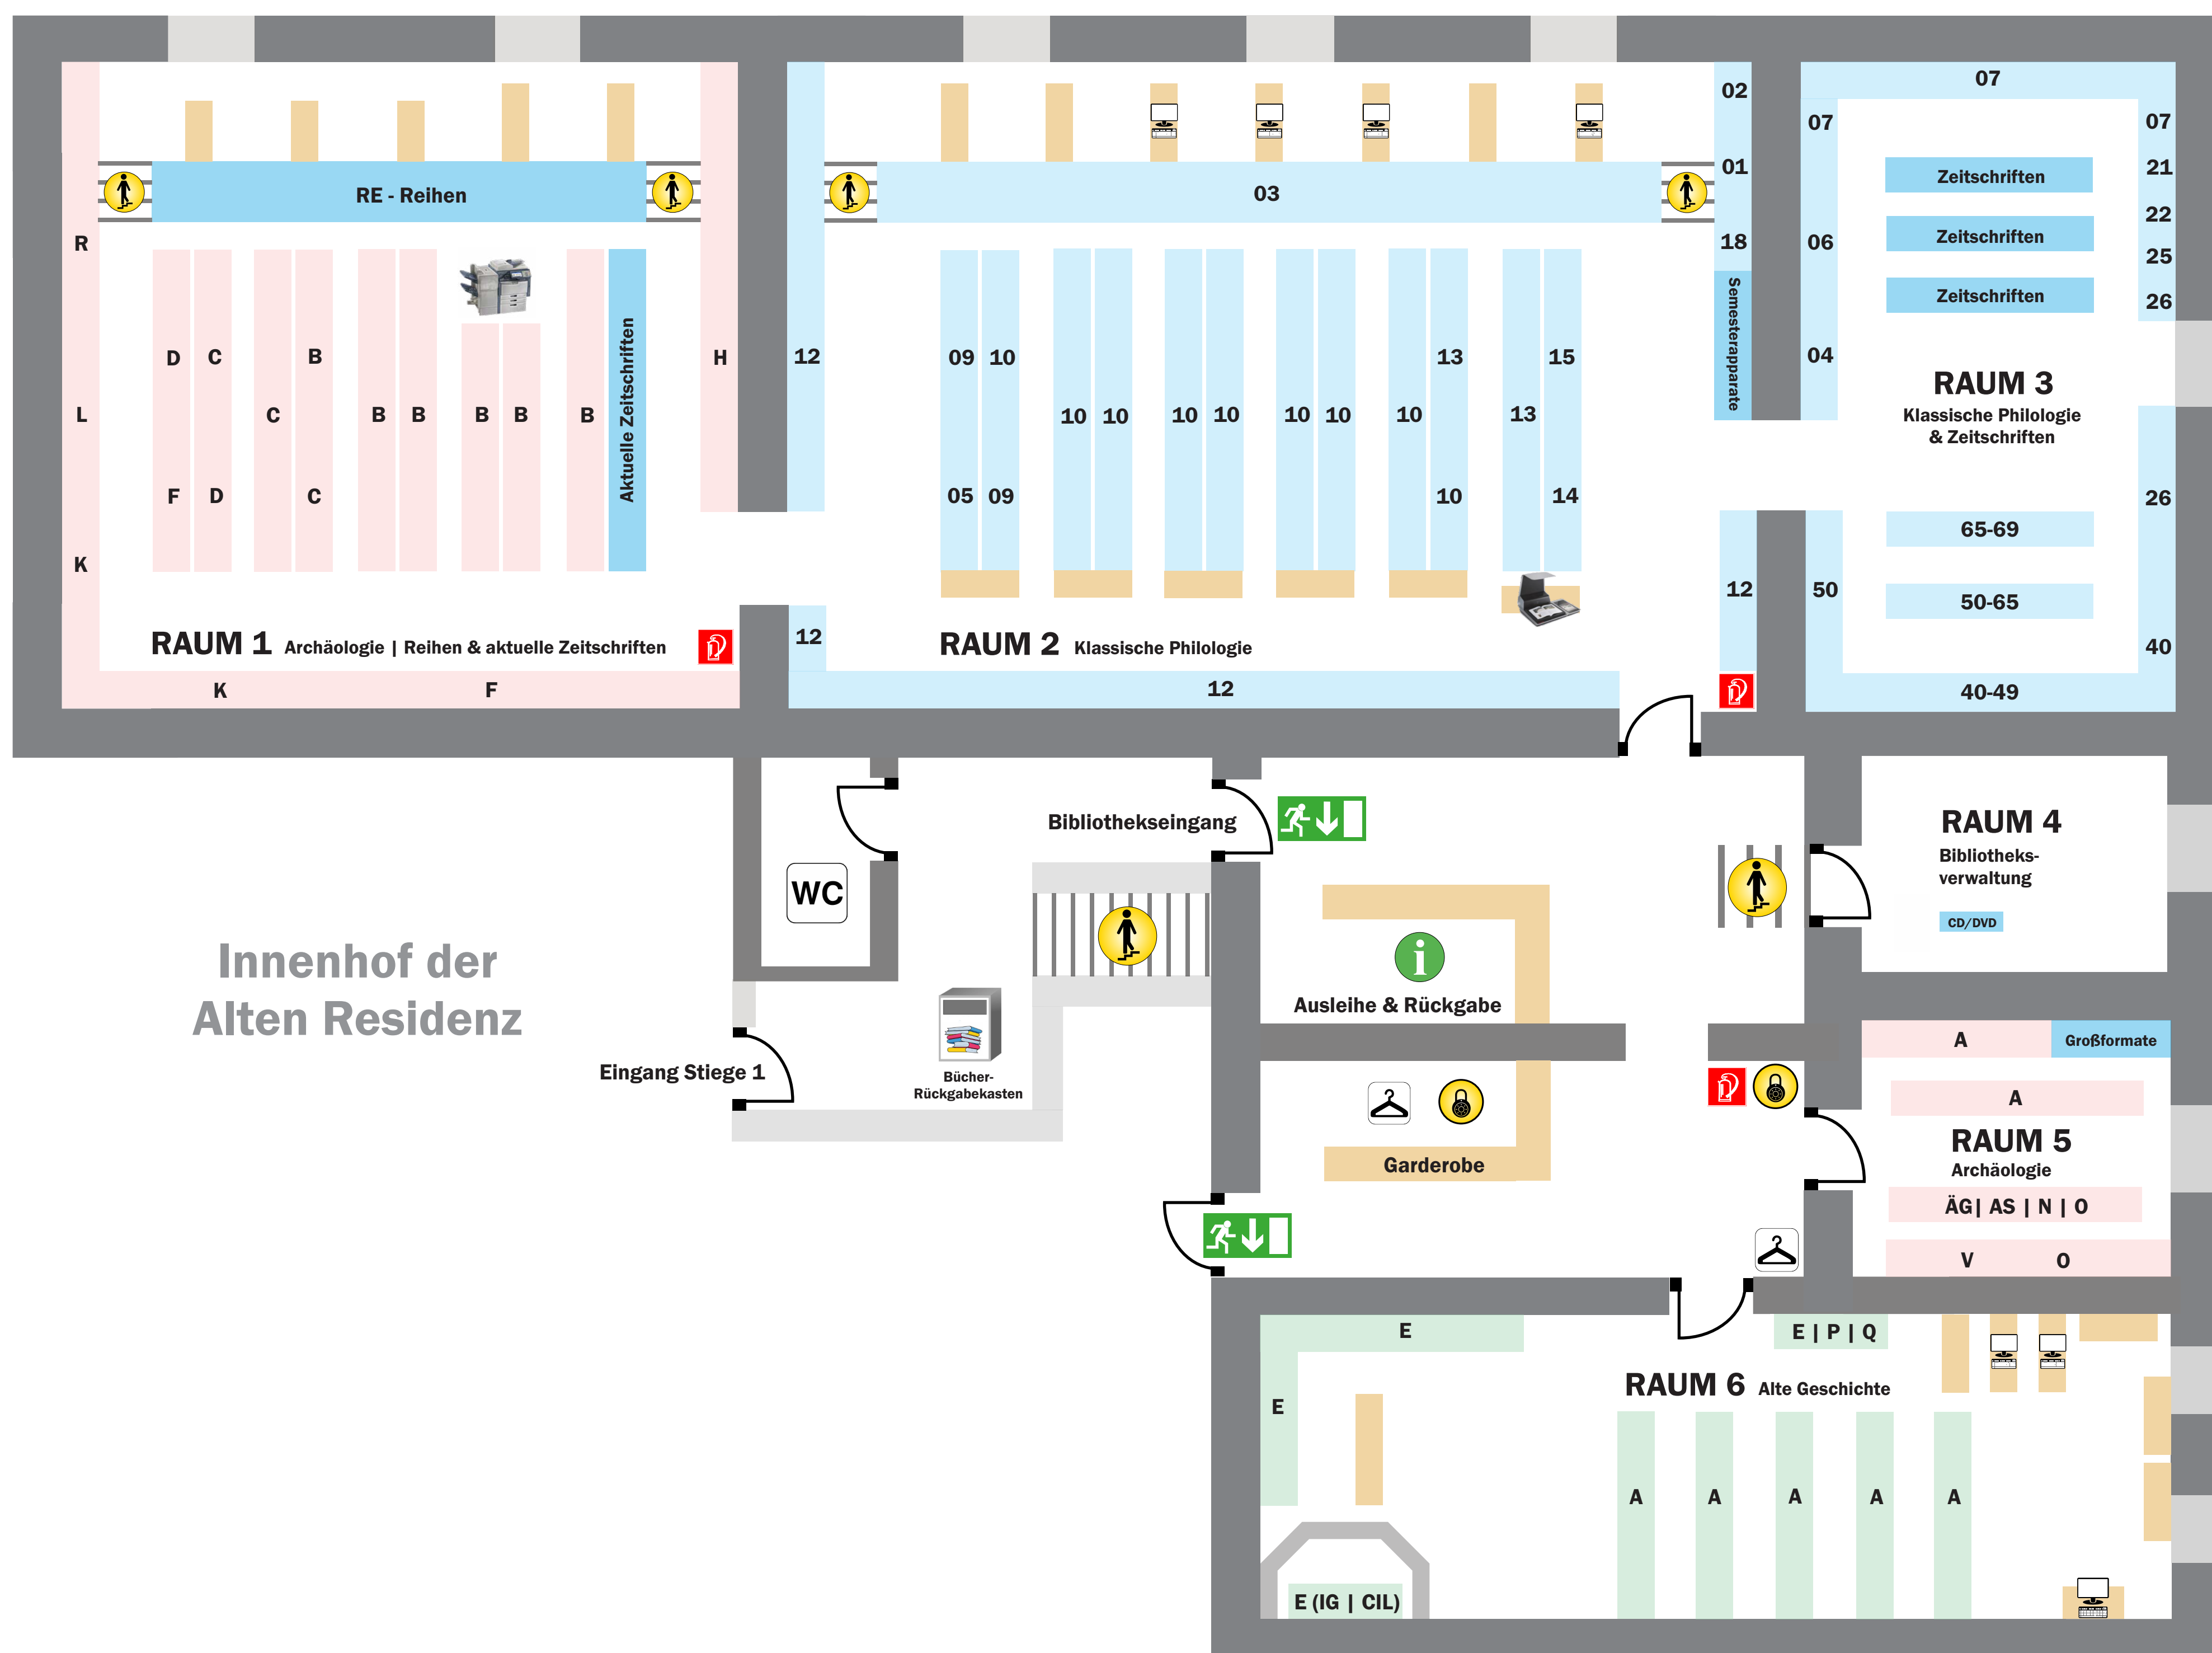 07
02
07
07
01
21
RE - Reihen
03
Zeitschriften
22
R
18
06
Zeitschriften
25
Zeitschriften
26
Semesterapparate
D
C
B
H
12
09
10
13
15
04
Aktuelle Zeitschriften
RAUM 3
Klassische Philologie
& Zeitschriften
L
C
B
B
B
B
B
10
10
10
10
10
10
10
13
F
D
C
05
09
10
14
26
65-69
K
12
50
50-65
RAUM 1 Archäologie | Reihen & aktuelle Zeitschriften
12
RAUM 2 Klassische Philologie
40
K
F
12
40-49
Bibliothekseingang
RAUM 4
Bibliotheks-
verwaltung
CD/DVD
WC
Innenhof der
Alten Residenz
i
Ausleihe & Rückgabe
Eingang Stiege 1
Bücher-
Rückgabekasten
A
Großformate
A
RAUM 5
Archäologie
Garderobe
ÄG| AS | N | O
V
O
E
E | P | Q
RAUM 6 Alte Geschichte
E
A
A
A
A
A
E (IG | CIL)